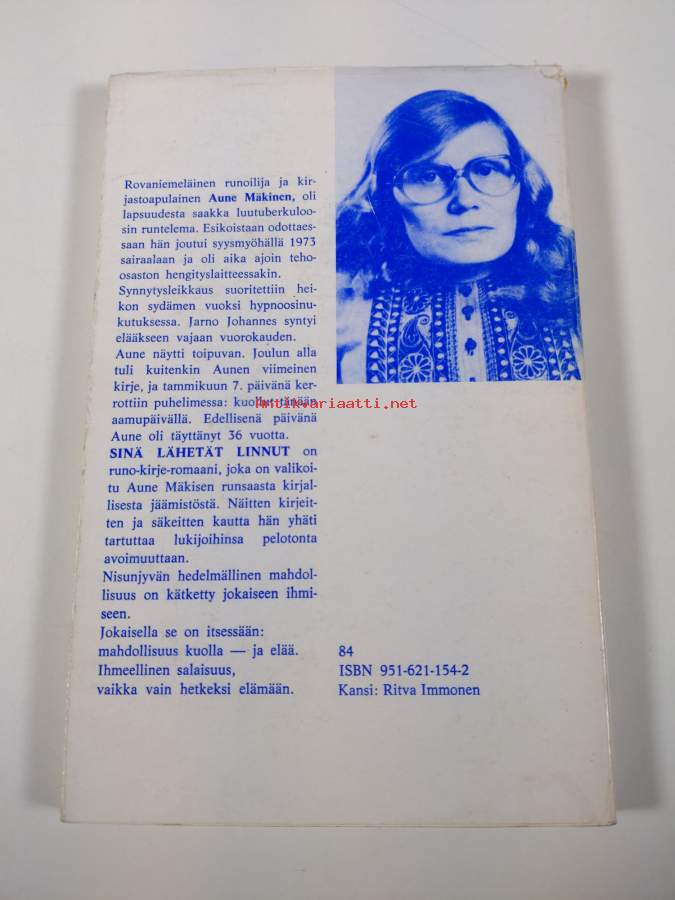 Rovaniemeläinen runoilija ja kir-
jastoapulainen Aune Mäkinen, oli
lapsuudesta saakka luutuberkuloo-
sin runtelema. Esikoistaan odottaes-
saan hän joutui syysmyöhällä 1973
sairaalaan ja oli aika ajoin teho-
osaston hengityslaitteessakin.
Synnytysleikkaus suoritettiin hei-
kon sydämen vuoksi hypnoosinu-
kutuksessa. Jarno Johannes syntyi
elääkseen vajaan vuorokauden.
Aune näytti toipuvan. Joulun alla
tuli kuitenkin Aunen viimeinen
kirje, ja tammikuun 7. päivänä ker-
rottiin puhelimessa: kuollut tänään
aamupäivällä. Edellisenä päivänä
Aune oli täyttänyt 36 vuotta.
SINÄ LÄHETÄT LINNUT on
runo-kirje-romaani, joka on valikoi-
tu Aune Mäkisen runsaasta kirjal-
lisesta jäämistöstä. Näitten kirjeit-
ten ja säkeitten kautta hän yhäti
tartuttaa lukijoihinsa pelotonta
avoimuuttaan.
Nisunjyvän hedelmällinen mahdol-
lisuus on kätketty jokaiseen ihmi-
seen.
Jokaisella se on itsessään:
mahdollisuus kuolla — ja elää.
Ihmeellinen salaisuus,
vaikka vain hetkeksi elämään.
84
ISBN 951-621-154-2
Kansi: Ritva Immonen
antikvariaatti.net